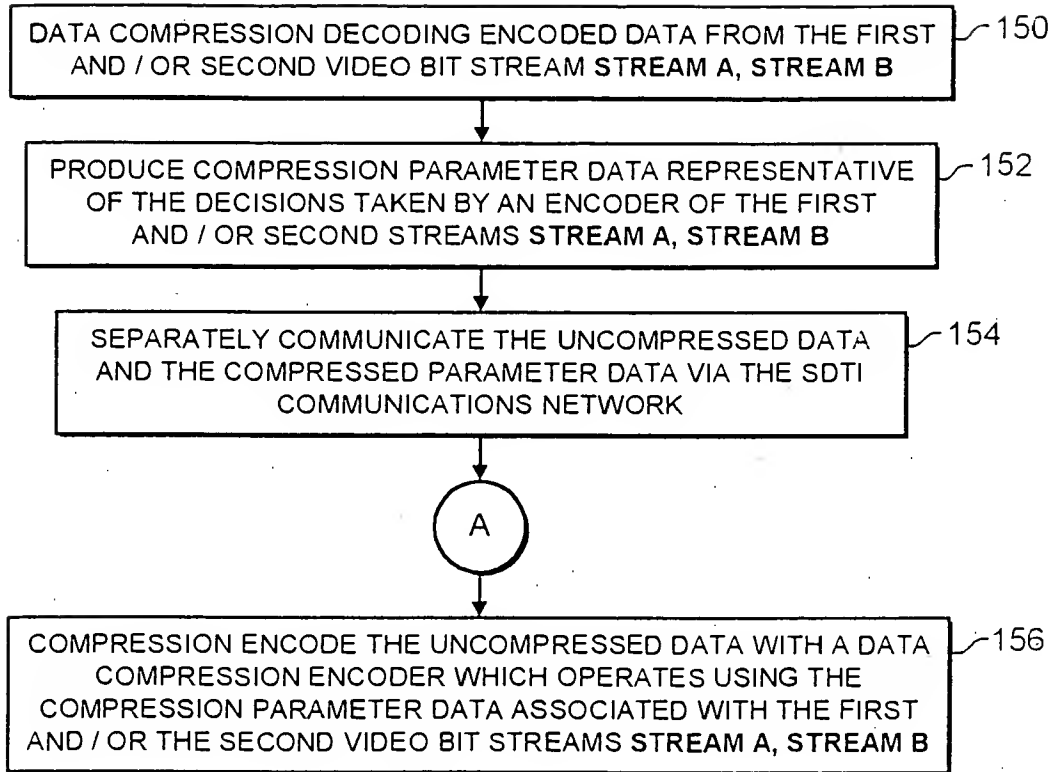 DATA COMPRESSION DECODING ENCODED DATA FROM THE FIRST
AND / OR SECOND VIDEO BIT STREAM STREAM A, STREAM B
150
PRODUCE COMPRESSION PARAMETER DATA REPRESENTATIVE
OF THE DECISIONS TAKEN BY AN ENCODER OF THE FIRST
AND / OR SECOND STREAMS STREAM A, STREAM B
152
SEPARATELY COMMUNICATE THE UNCOMPRESSED DATA
AND THE COMPRESSED PARAMETER DATA VIA THE SDTI
COMMUNICATIONS NETWORK
154
A
COMPRESSION ENCODE THE UNCOMPRESSED DATA WITH A DATA
COMPRESSION ENCODER WHICH OPERATES USING THE
COMPRESSION PARAMETER DATA ASSOCIATED WITH THE FIRST
AND / OR THE SECOND VIDEO BIT STREAMS STREAM A, STREAM B
156